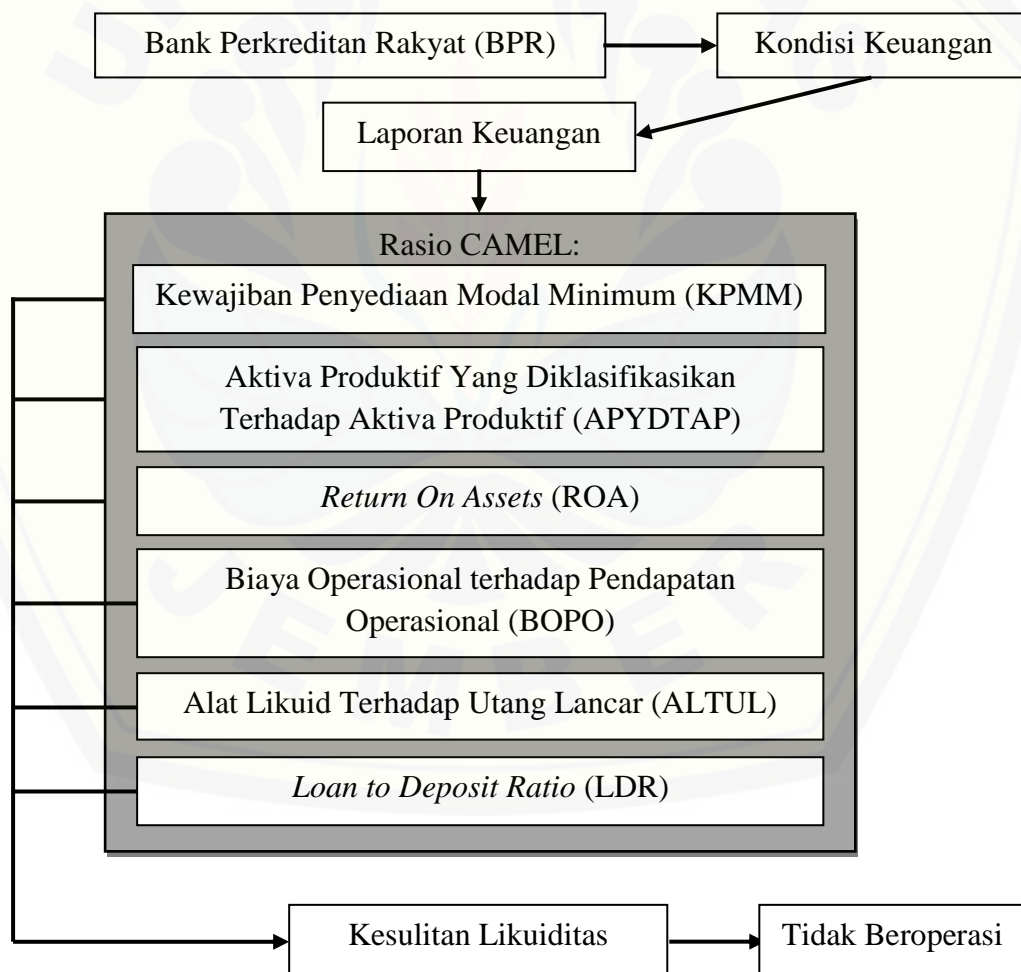 Bank Perkreditan Rakyat (BPR)
Kondisi Keuangan
Laporan Keuangan
Rasio CAMEL:
Kewajiban Penyediaan Modal Minimum (KPMM)
Aktiva Produktif Yang Diklasifikasikan
Terhadap Aktiva Produktif (APYDTAP)
Return On Assets (ROA)
Biaya Operasional terhadap Pendapatan
Operasional (BOPO)
Alat Likuid Terhadap Utang Lancar (ALTUL)
Loan to Deposit Ratio (LDR)
Kesulitan Likuiditas
Tidak Beroperasi
JEMBER